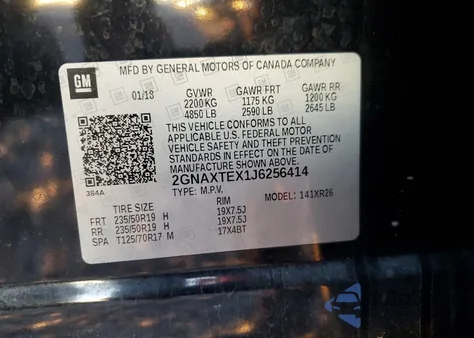 MFD BY GENERAL MOTORS OF CANADA COMPANY
GM
01/18 GVWR GAWR FRT GAWR RR
2200 KG 1175 KG 1200 KG
4850 LB 2590 LB 2645 LB
THIS VEHICLE CONFORMS TO ALL
APPLICABLE U.S. FEDERAL MOTOR
VEHICLE SAFETY AND THEFT
PREVENTION STANDARDS IN EFFECT
ON THE DATE OF MANUFACTURE
SHOWN ABOVE.
2GNAXTEX1J6256414
384A TYPE: M.P.V. MODEL: 141XR26
TIRE SIZE RIM
FRT 235/50R19 H 19X7.5J
RR 235/50R19 H 19X7.5J
SPA T125/70R17 M 17X4BT